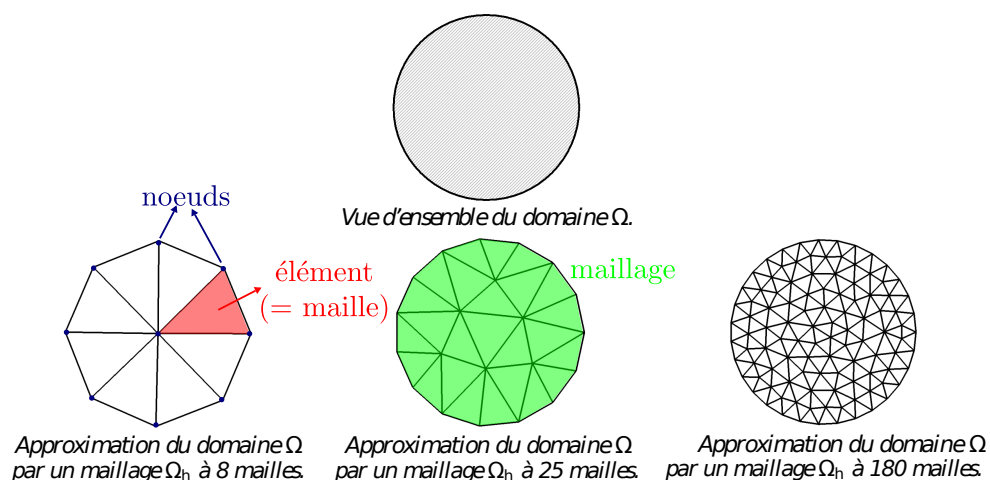 Vue d'ensemble du domaine Ω.
noeuds
élément
(= maille)
maillage
Approximation du domaine Ω
par un maillage Ωh à 8 mailles.
Approximation du domaine Ω
par un maillage Ωh à 25 mailles.
Approximation du domaine Ω
par un maillage Ωh à 180 mailles.